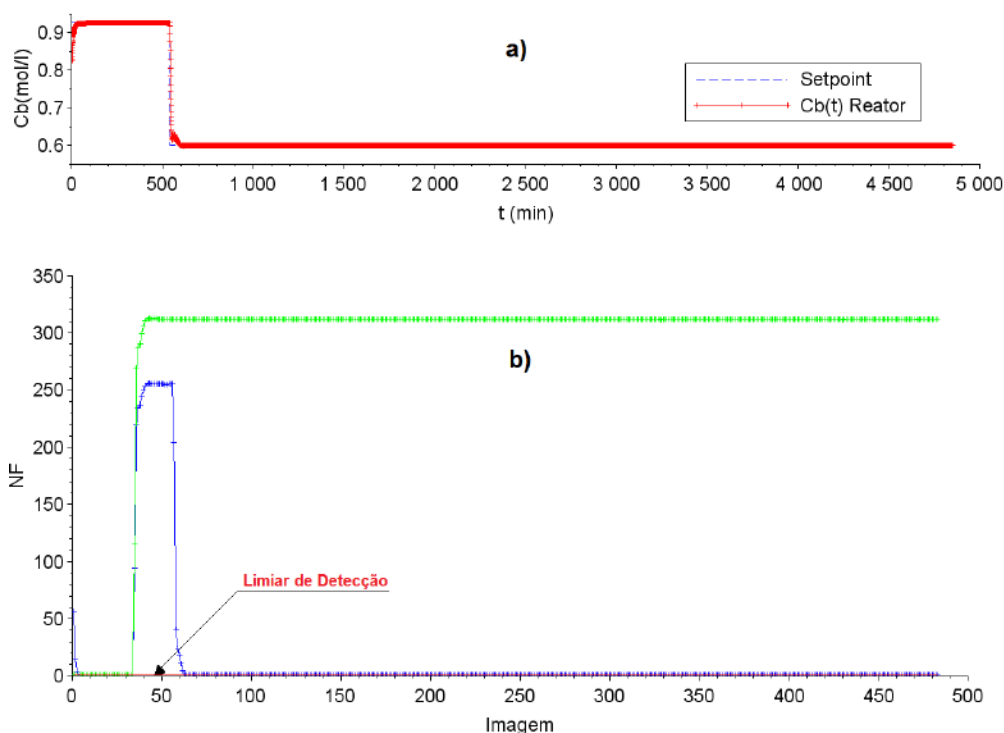 a)
Cb(mol/l)
0.9
0.8
0.7
0.6
Setpoint
Cb(t) Reator
0 500 1 000 1 500 2 000 2 500 3 000 3 500 4 000 4 500 5 000
t (min)
b)
NF
350
300
250
200
150
100
50
0
Limiar de Detecção
0 50 100 150 200 250 300 350 400 450 500
Imagem